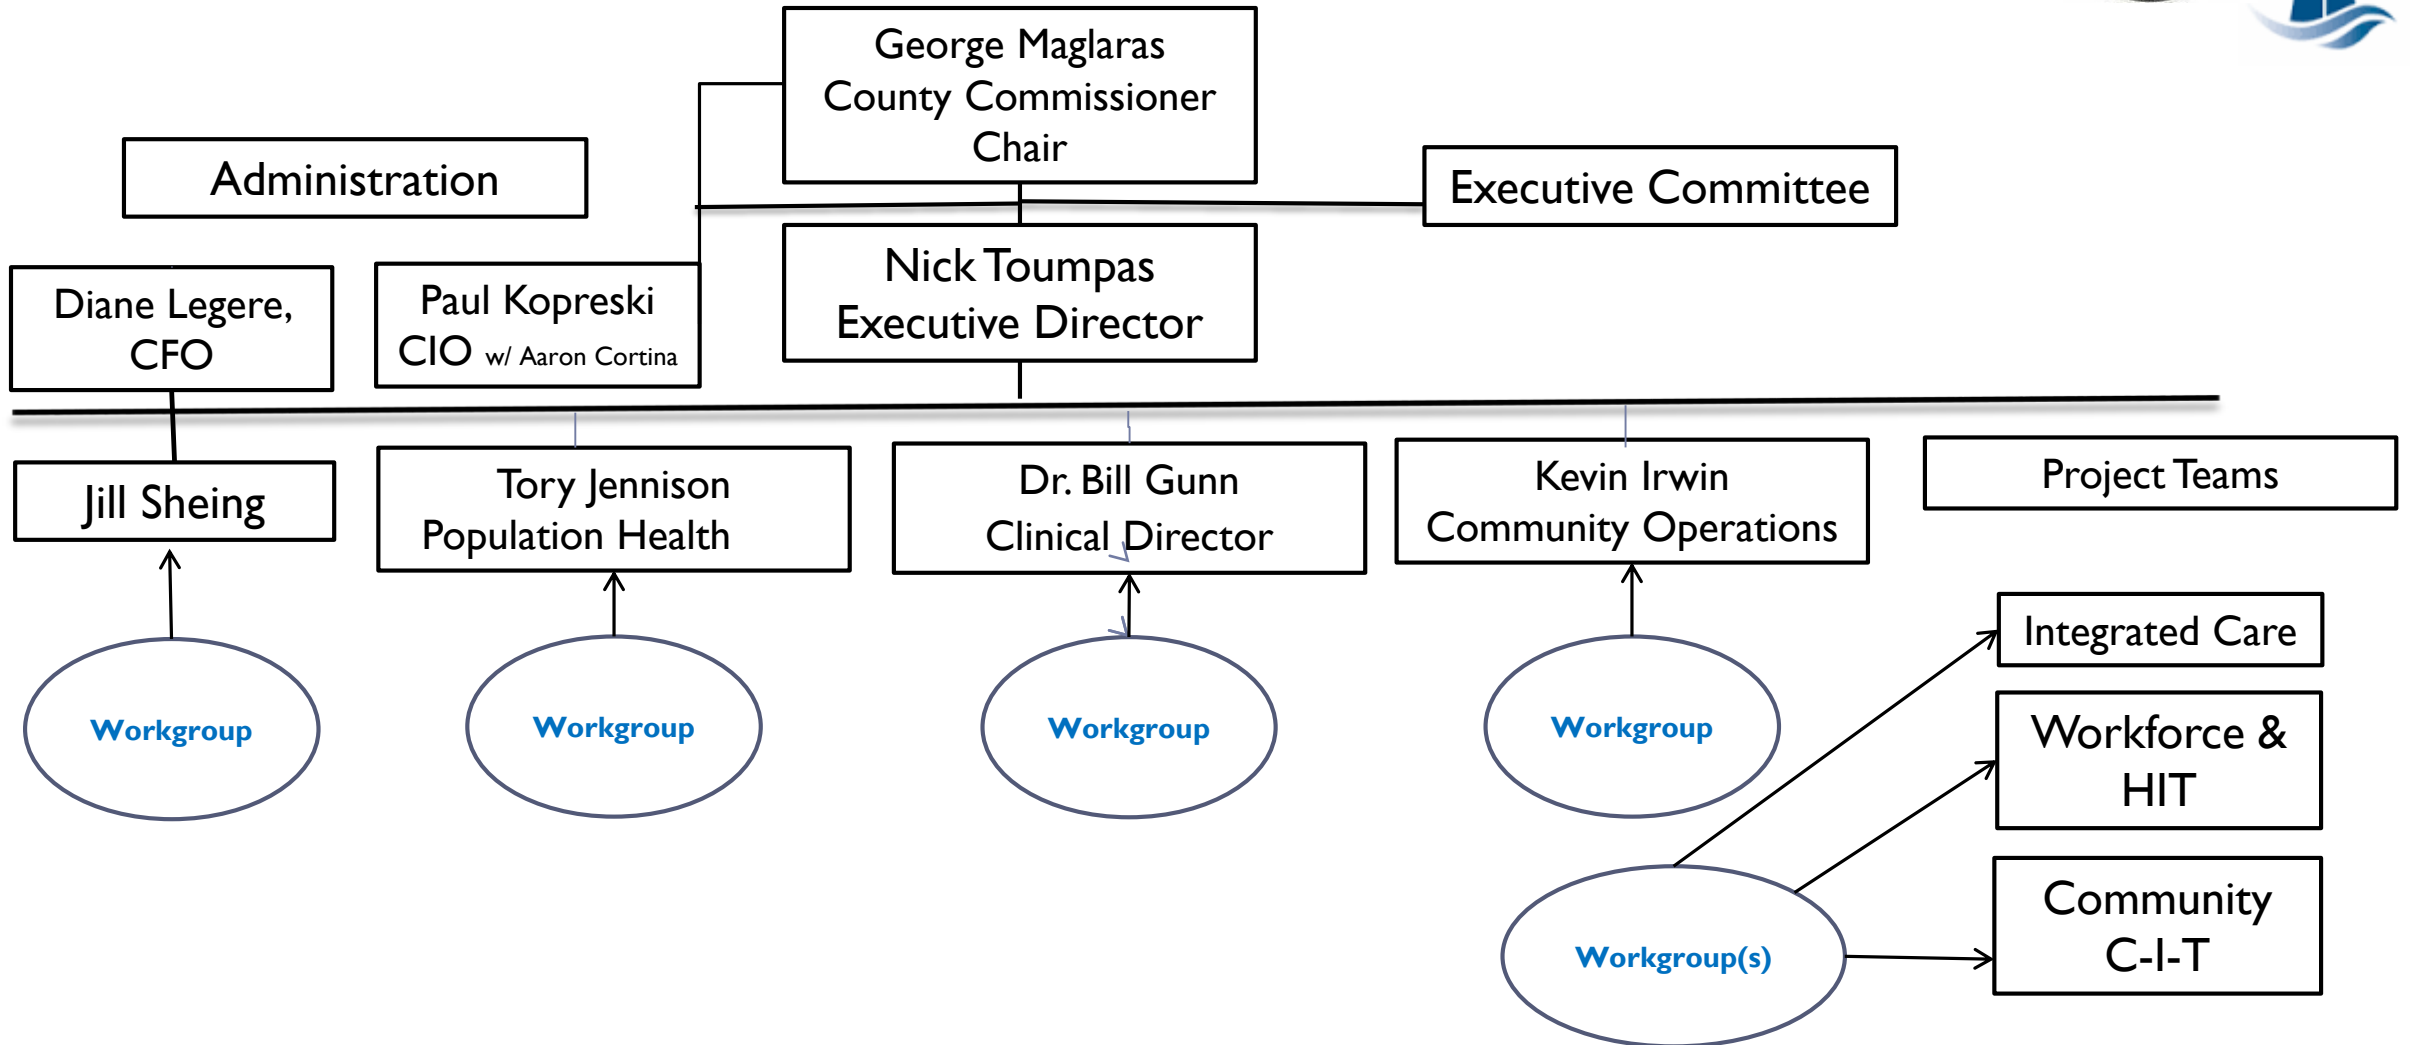 George Maglaras
County Commissioner
Chair
Administration
Executive Committee
Diane Legere,
CFO
Paul Kopreski
CIO w/ Aaron Cortina
Nick Toumpas
Executive Director
Jill Sheing
Tory Jennison
Population Health
Dr. Bill Gunn
Clinical Director
Kevin Irwin
Community Operations
Project Teams
Workgroup
Workgroup
Workgroup
Workgroup
Integrated Care
Workforce &
HIT
Workgroup(s)
Community
C-I-T